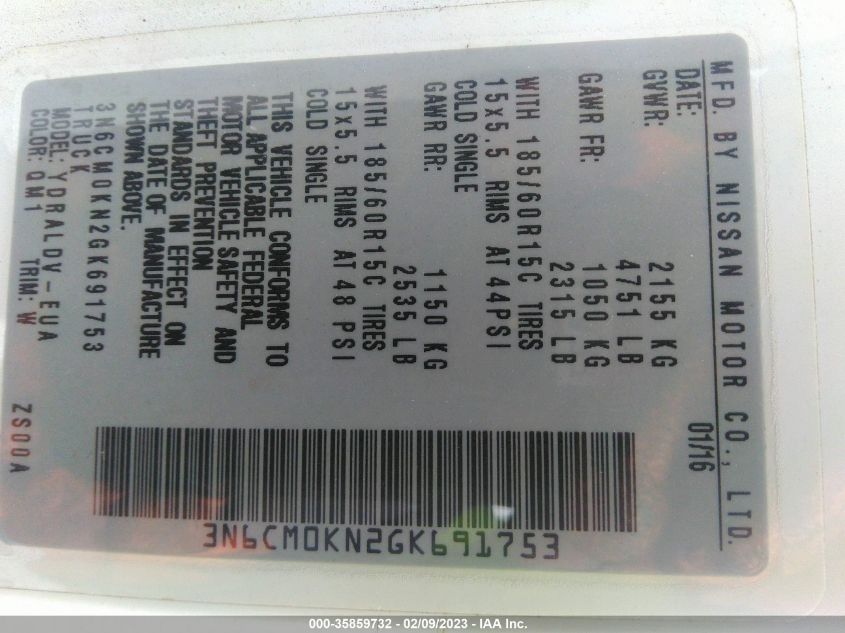 MFD. BY NISSAN MOTOR CO., LTD.
DATE: 01/16
GVWR: 2155 KG
4751 LB
GAWR FR: 1050 KG
2315 LB
WITH 185/60R15C TIRES
15x5.5 RIMS AT 44PSI
COLD SINGLE
GAWR RR: 1150 KG
2535 LB
WITH 185/60R15C TIRES
15x5.5 RIMS AT 48 PSI
COLD SINGLE
THIS VEHICLE CONFORMS TO
ALL APPLICABLE FEDERAL
MOTOR VEHICLE SAFETY AND
THEFT PREVENTION
STANDARDS IN EFFECT ON
THE DATE OF MANUFACTURE
SHOWN ABOVE.
3N6CM0KN2GK691753
TRUCK
MODEL: YDRALDV-EUA
COLOR: QM1 TRIM: W ZS00A
3N6CM0KN2GK691753
000-35859732 - 02/09/2023 - IAA Inc.